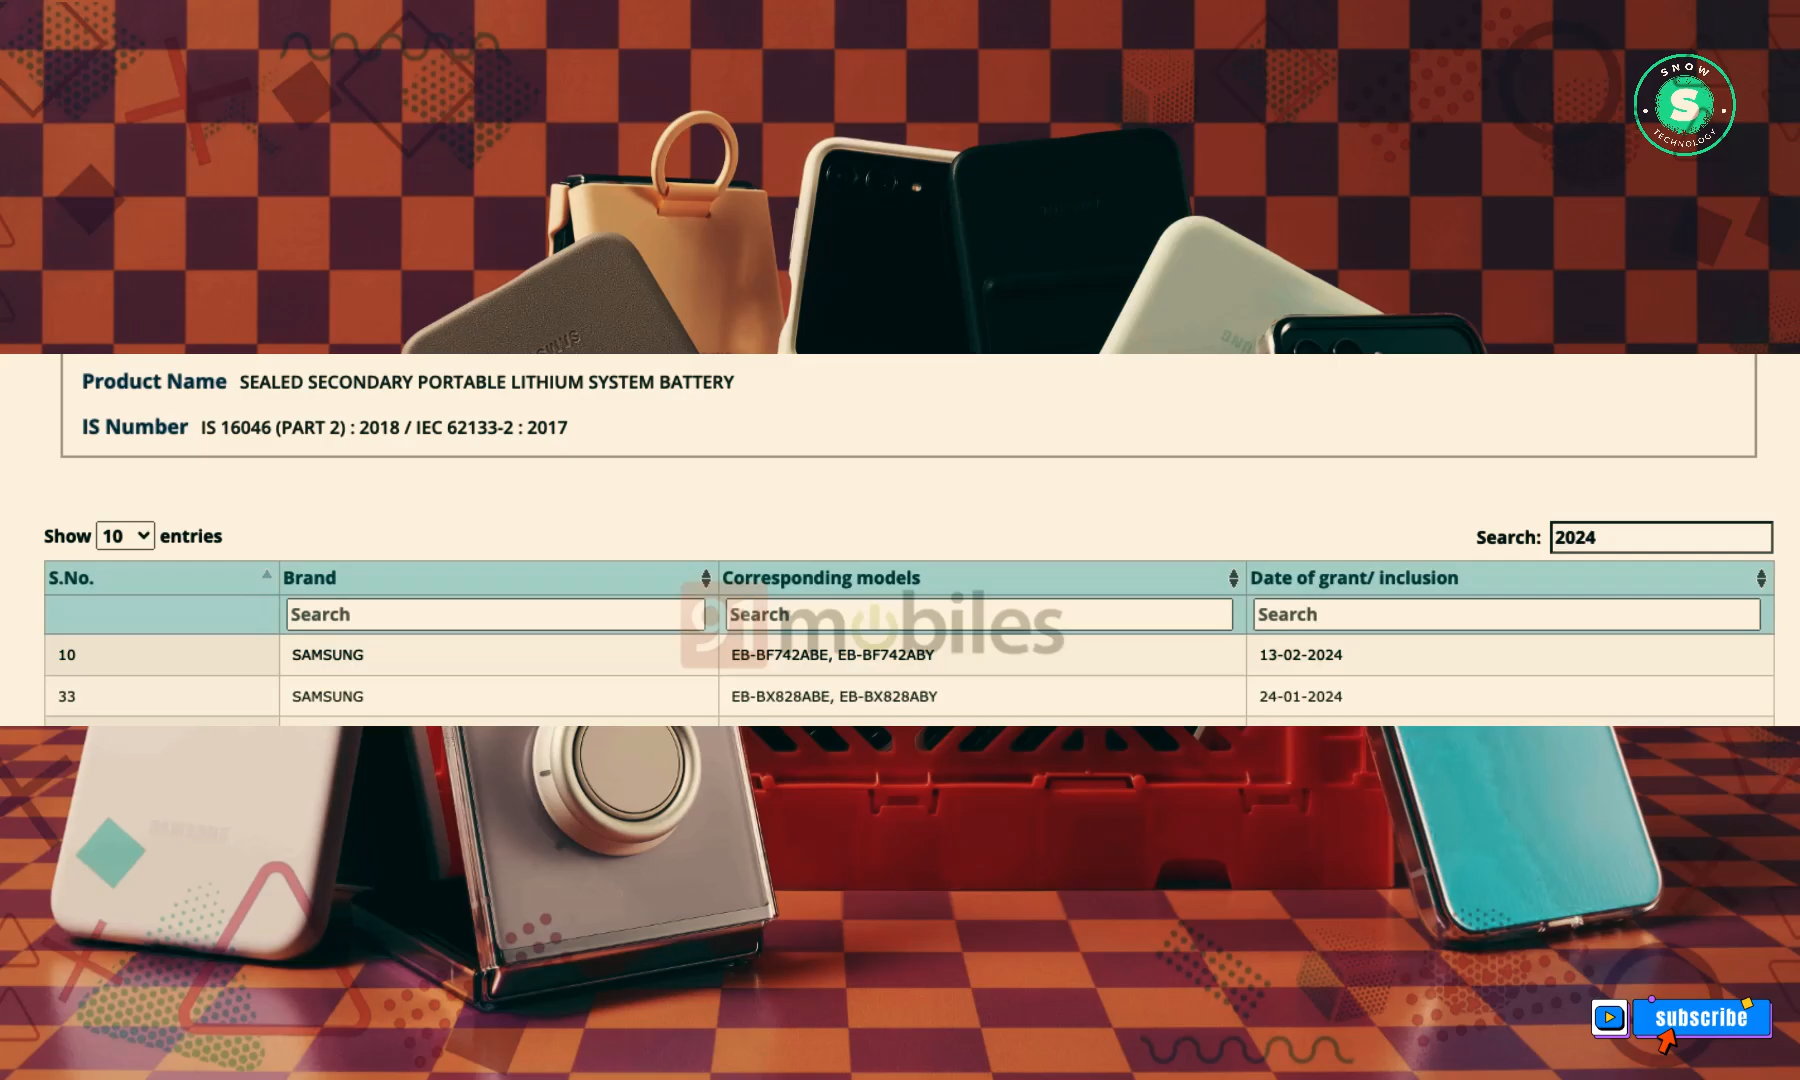 SNOW
S
TECHNOLOGY
Product Name SEALED SECONDARY PORTABLE LITHIUM SYSTEM BATTERY
IS Number IS 16046 (PART 2) : 2018 / IEC 62133-2 : 2017
Show 10 entries
Search: 2024
S.No. Brand Corresponding models Date of grant/ inclusion
Search Search Search
91mobiles
10 SAMSUNG EB-BF742ABE, EB-BF742ABY 13-02-2024
33 SAMSUNG EB-BX828ABE, EB-BX828ABY 24-01-2024
SAMSUNG
subscribe